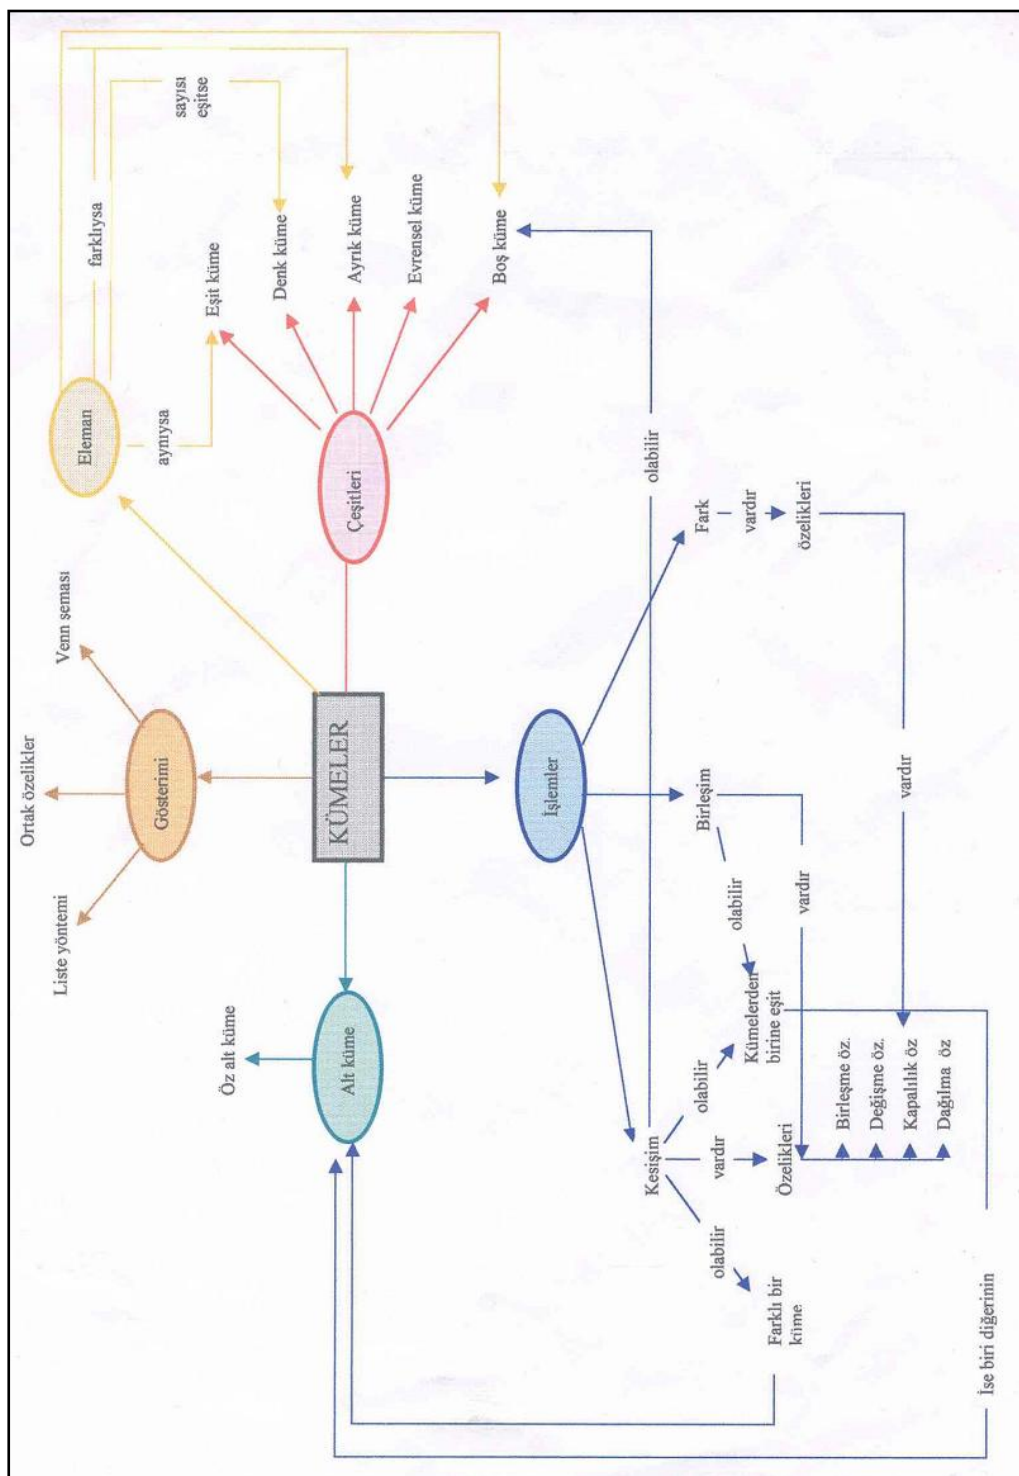 Ortak özelikler
Liste yöntemi
Venn şeması
Eleman
farklıysa
Gösterimi
aynıysa
sayısı
eşitse
Eşit küme
Öz alt küme
Denk küme
KÜMELER
Alt küme
Çeşitleri
Ayrık küme
Evrensel küme
Boş küme
İşlemler
Kesişim
olabilir
Birleşim
Fark
olabilir
vardır
olabilir
olabilir
vardır
Farklı bir
küme
Özelikleri
Kümelerden
birine eşit
vardır
özelikleri
Birleşme öz.
Değişme öz.
Kapalılık öz
Dağılma öz
vardır
İse biri diğerinin